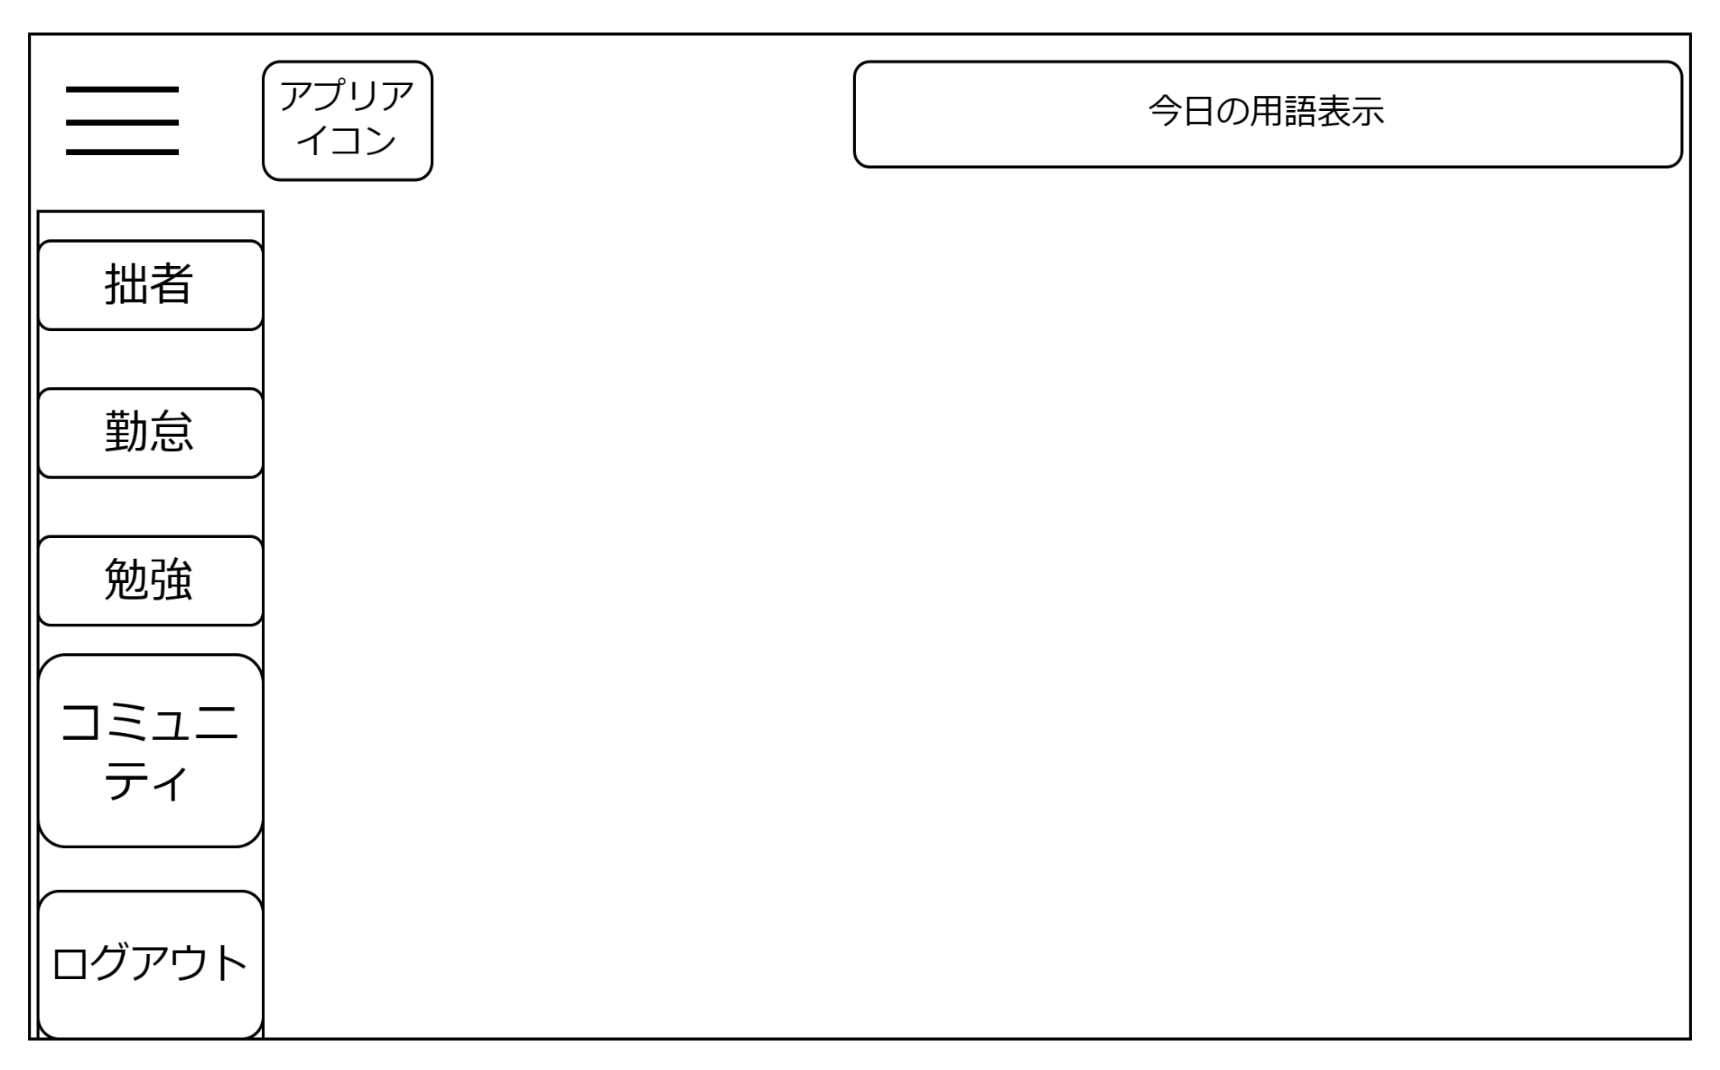 アプリア
イコン
今日の用語表示
拙者
勤怠
勉強
コミュニ
ティ
ログアウト